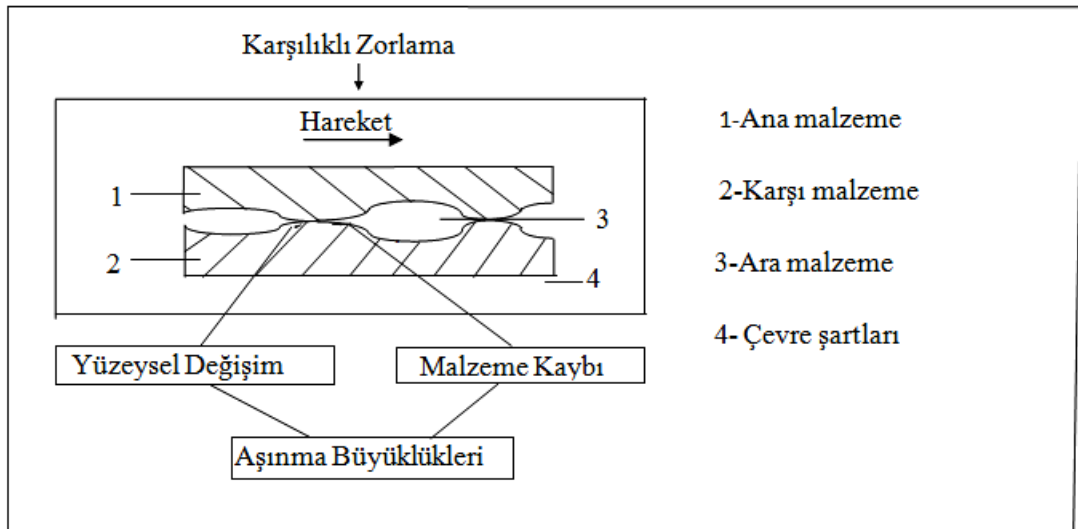 Karşılıklı Zorlama
Hareket
1
2
3
4
Yüzeysel Değişim
Malzeme Kaybı
Aşınma Büyüklükleri
1-Ana malzeme
2-Karşı malzeme
3-Ara malzeme
4- Çevre şartları